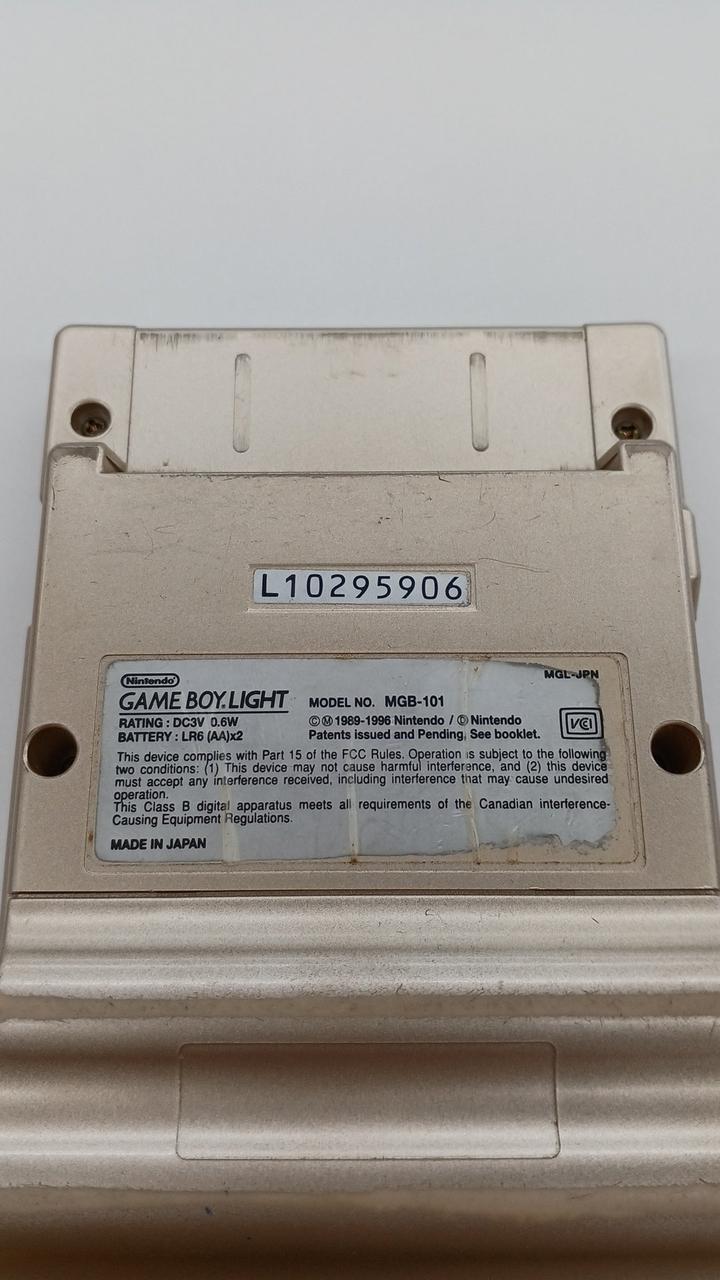 L10295906
MGL-JPN
Nintendo
GAME BOY LIGHT MODEL NO. MGB-101
RATING : DC3V 0.6W ©Ⓜ 1989-1996 Nintendo / Ⓓ Nintendo
BATTERY : LR6 (AA)x2 Patents issued and Pending, See booklet.
VCI
This device complies with Part 15 of the FCC Rules. Operation is subject to the following
two conditions: (1) This device may not cause harmful interference, and (2) this device
must accept any interference received, including interference that may cause undesired
operation.
This Class B digital apparatus meets all requirements of the Canadian interference-
Causing Equipment Regulations.
MADE IN JAPAN